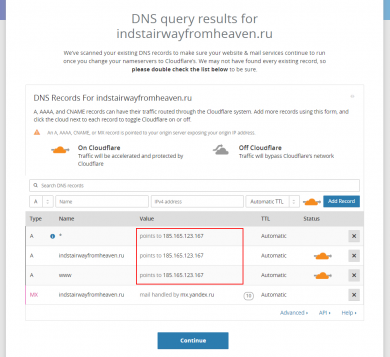 DNS query results for
indstairwayfromheaven.ru
We've scanned your existing DNS records to make sure your website & mail services continue to run
once you change your nameservers to Cloudflare's. We may not have found every existing record, so
please double check the list below to be sure.
DNS Records For indstairwayfromheaven.ru
A, AAAA, and CNAME records can have their traffic routed through the Cloudflare system. Add more records using this form, and
click the cloud next to each record to toggle Cloudflare on or off.
An A, AAAA, CNAME, or MX record is pointed to your origin server exposing your origin IP address.
On Cloudflare
Traffic will be accelerated and protected by
Cloudflare
Off Cloudflare
Traffic will bypass Cloudflare's network
Search DNS records
A Name IPv4 address Automatic TTL Add Record
Type Name Value TTL Status
A * points to 185.165.123.167 Automatic ×
A indstairwayfromheaven.ru points to 185.165.123.167 Automatic ×
A www points to 185.165.123.167 Automatic ×
MX indstairwayfromheaven.ru mail handled by mx.yandex.ru 10 Automatic ×
Advanced API Help
Continue